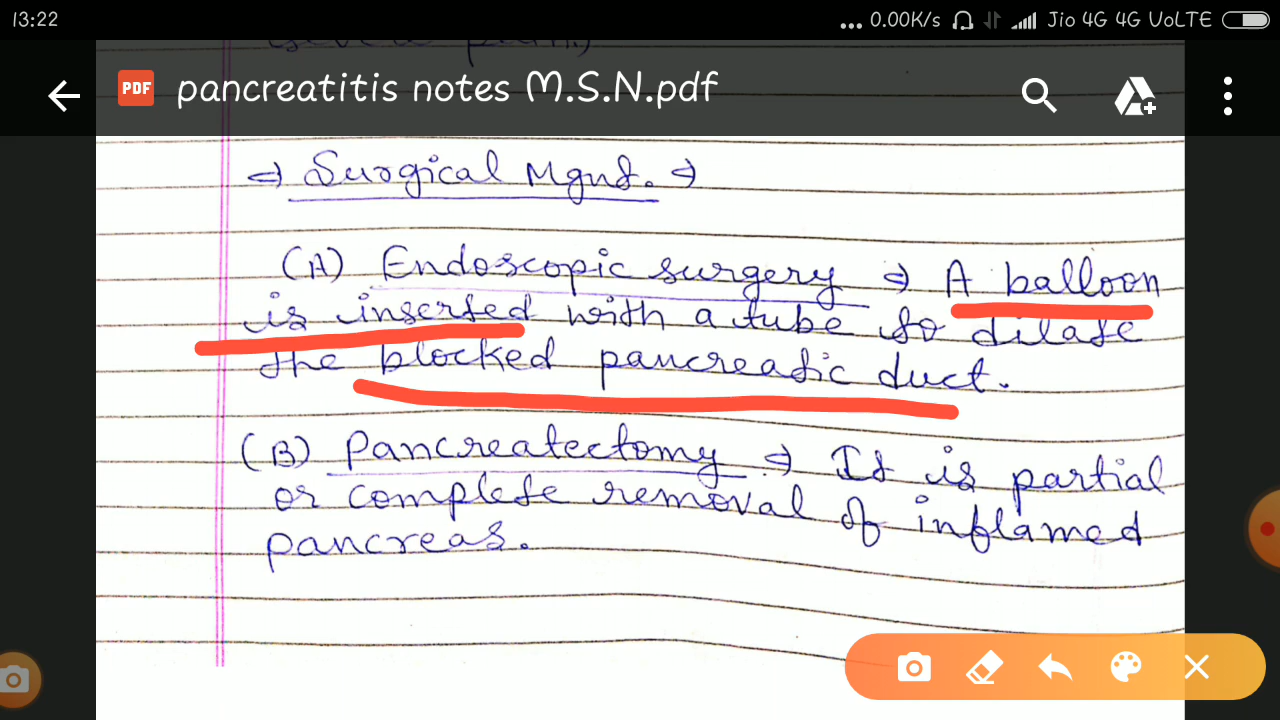 13:22
... 0.00K/s Jio 4G 4G VoLTE
PDF pancreatitis notes M.S.N.pdf
⇒ Surgical Mgnt. ⇒
(A) Endoscopic surgery ⇒ A balloon
is inserted with a tube to dilate
the blocked pancreatic duct.
(B) Pancreatectomy ⇒ It is partial
or complete removal of inflamed
pancreas.